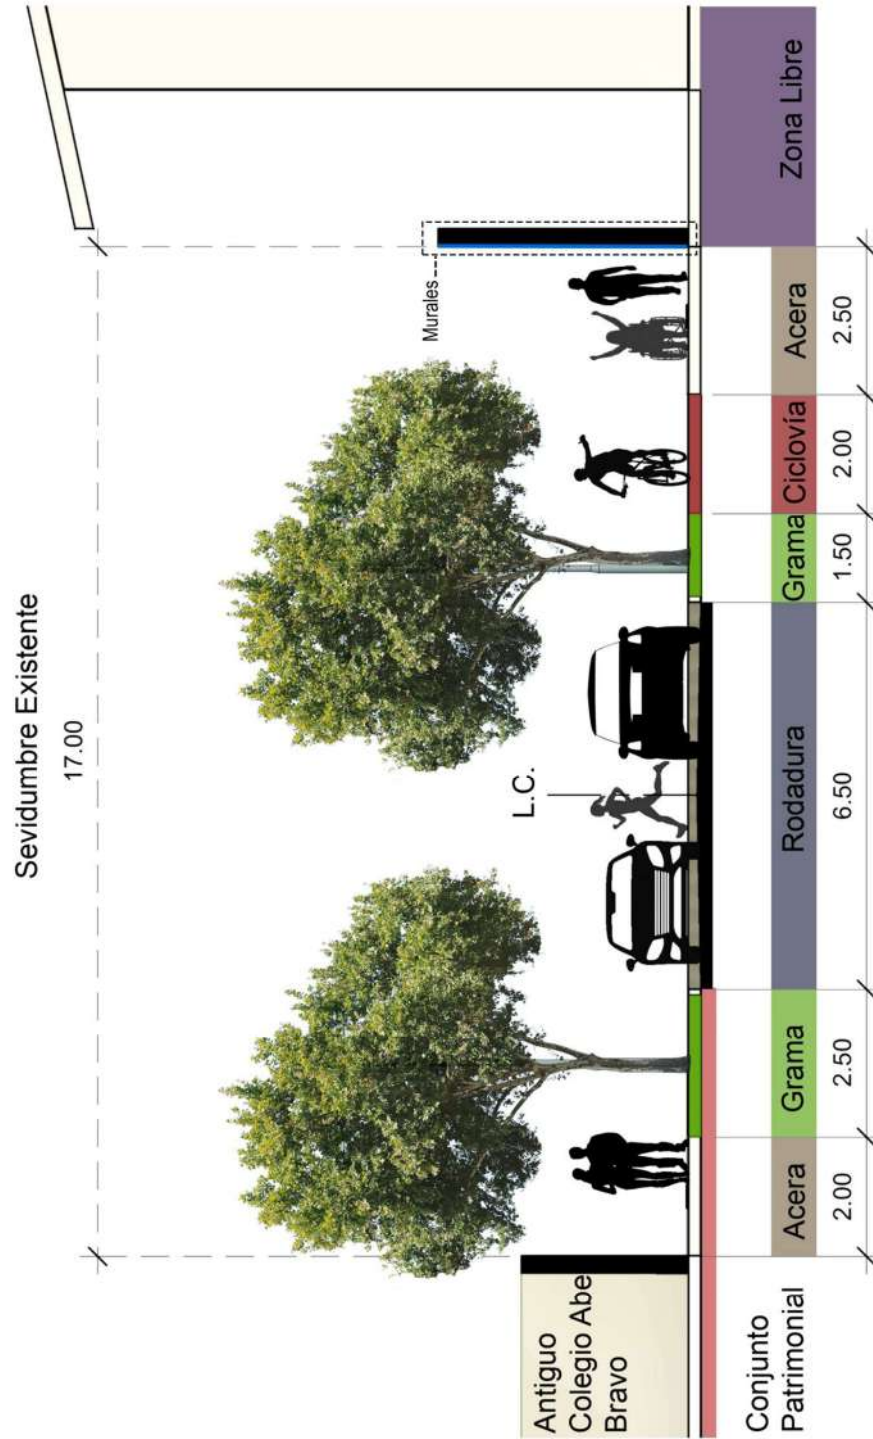 Sevidumbre Existente
17.00
Murales
L.C.
Antiguo
Colegio Abe
Bravo
Conjunto
Patrimonial
Acera
Grama
Rodadura
Grama
Ciclovía
Acera
Zona Libre
2.00
2.50
6.50
1.50
2.00
2.50